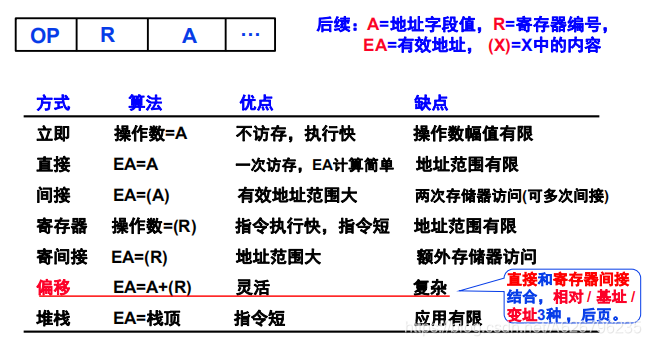 OP R A ···
后续：A=地址字段值，R=寄存器编号，
EA=有效地址，(X)=X中的内容
方式 算法 优点 缺点
立即 操作数=A 不访存，执行快 操作数幅值有限
直接 EA=A 一次访存，EA计算简单 地址范围有限
间接 EA=(A) 有效地址范围大 两次存储器访问(可多次间接)
寄存器 操作数=(R) 指令执行快，指令短 地址范围有限
寄间接 EA=(R) 地址范围大 额外存储器访问
偏移 EA=A+(R) 灵活 复杂
堆栈 EA=栈顶 指令短 应用有限
直接和寄存器间接
结合，相对 / 基址 /
变址3种，后页。